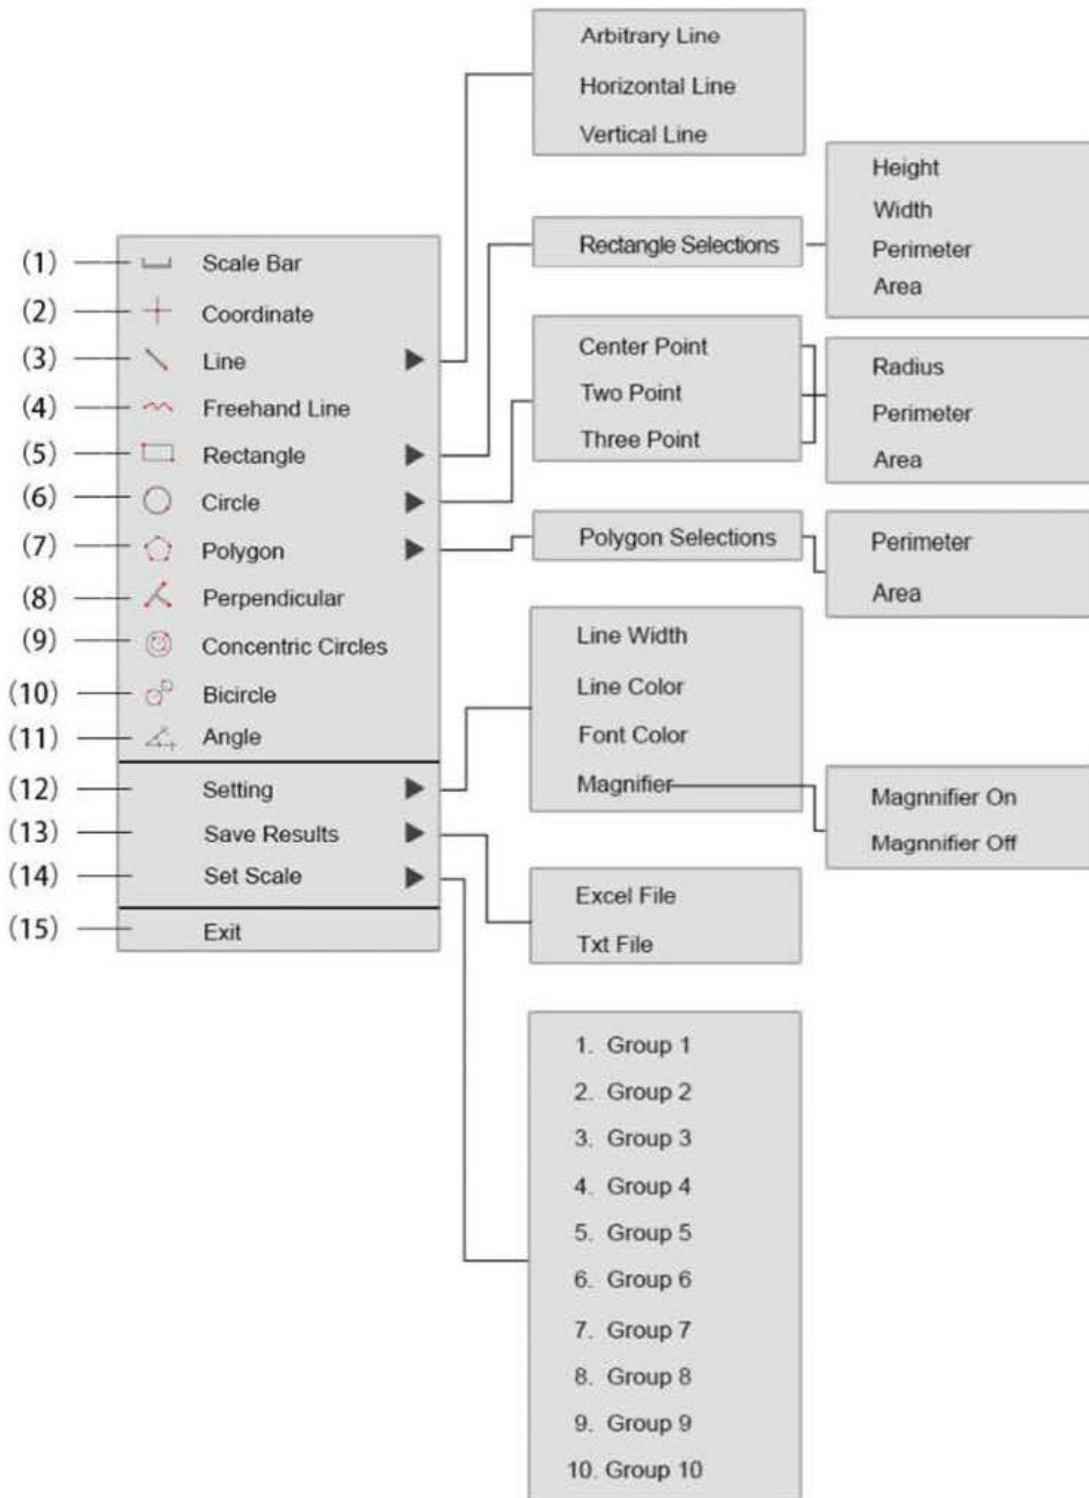 (1) Scale Bar
(2) Coordinate
(3) Line
(4) Freehand Line
(5) Rectangle
(6) Circle
(7) Polygon
(8) Perpendicular
(9) Concentric Circles
(10) Bicircle
(11) Angle
(12) Setting
(13) Save Results
(14) Set Scale
(15) Exit
Arbitrary Line
Horizontal Line
Vertical Line
Rectangle Selections
Height
Width
Perimeter
Area
Center Point
Two Point
Three Point
Radius
Perimeter
Area
Polygon Selections
Perimeter
Area
Line Width
Line Color
Font Color
Magnifier
Magnnifier On
Magnnifier Off
Excel File
Txt File
1. Group 1
2. Group 2
3. Group 3
4. Group 4
5. Group 5
6. Group 6
7. Group 7
8. Group 8
9. Group 9
10. Group 10